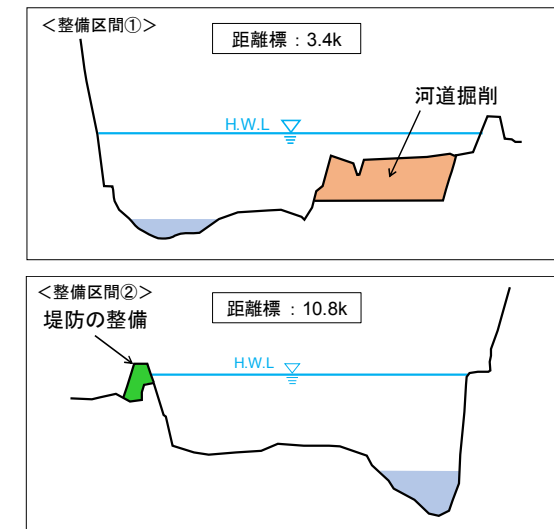 <整備区間①>
距離標：3.4k
河道掘削
H.W.L
<整備区間②>
堤防の整備
距離標：10.8k
H.W.L